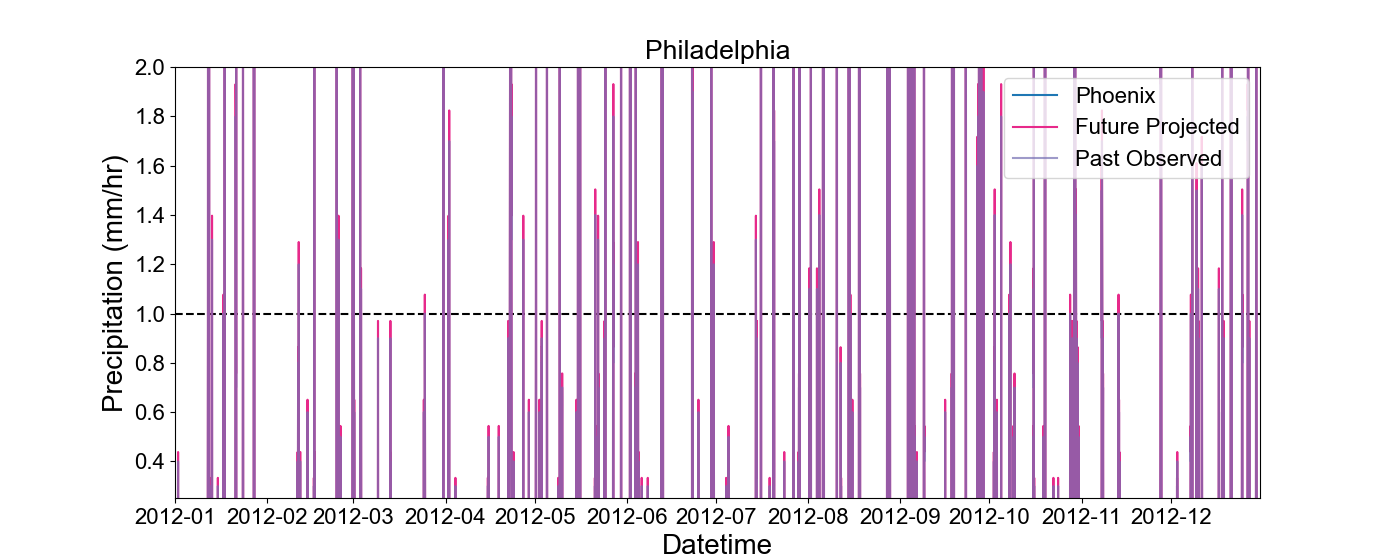 Philadelphia
2.0
1.8
1.6
1.4
1.2
1.0
0.8
0.6
0.4
Precipitation (mm/hr)
Phoenix
Future Projected
Past Observed
2012-01 2012-02 2012-03 2012-04 2012-05 2012-06 2012-07 2012-08 2012-09 2012-10 2012-11 2012-12
Datetime